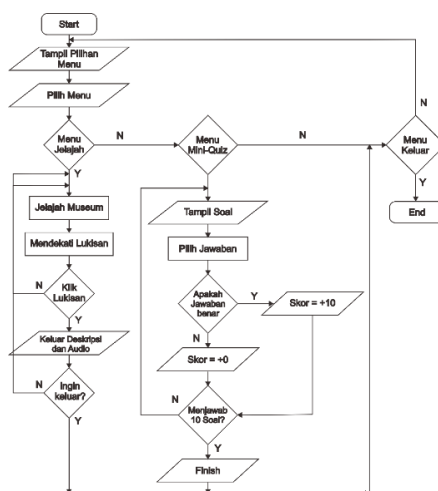 Start
Tampil Pilihan
Menu
Pilih Menu
Menu
Jelajah
N
Y
Menu
Mini-Quiz
N
Y
Menu
Keluar
N
Y
End
Jelajah Museum
Mendekati Lukisan
Klik
Lukisan
N
Y
Keluar Deskripsi
dan Audio
Ingin
keluar?
N
Y
Tampil Soal
Pilih Jawaban
Apakah
Jawaban
benar
Y
N
Skor = +10
Skor = +0
Menjawab
10 Soal?
N
Y
Finish